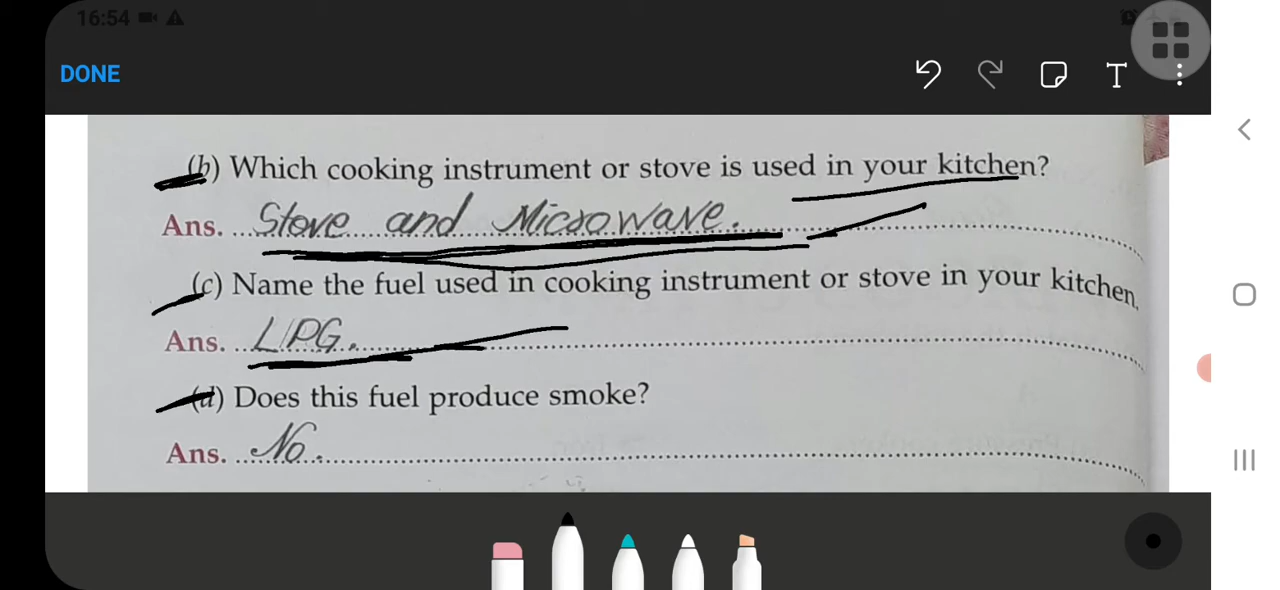 16:54
DONE
T
(b) Which cooking instrument or stove is used in your kitchen?
Ans. Stove and Microwave.
(c) Name the fuel used in cooking instrument or stove in your kitchen.
Ans. LPG.
(d) Does this fuel produce smoke?
Ans. No.